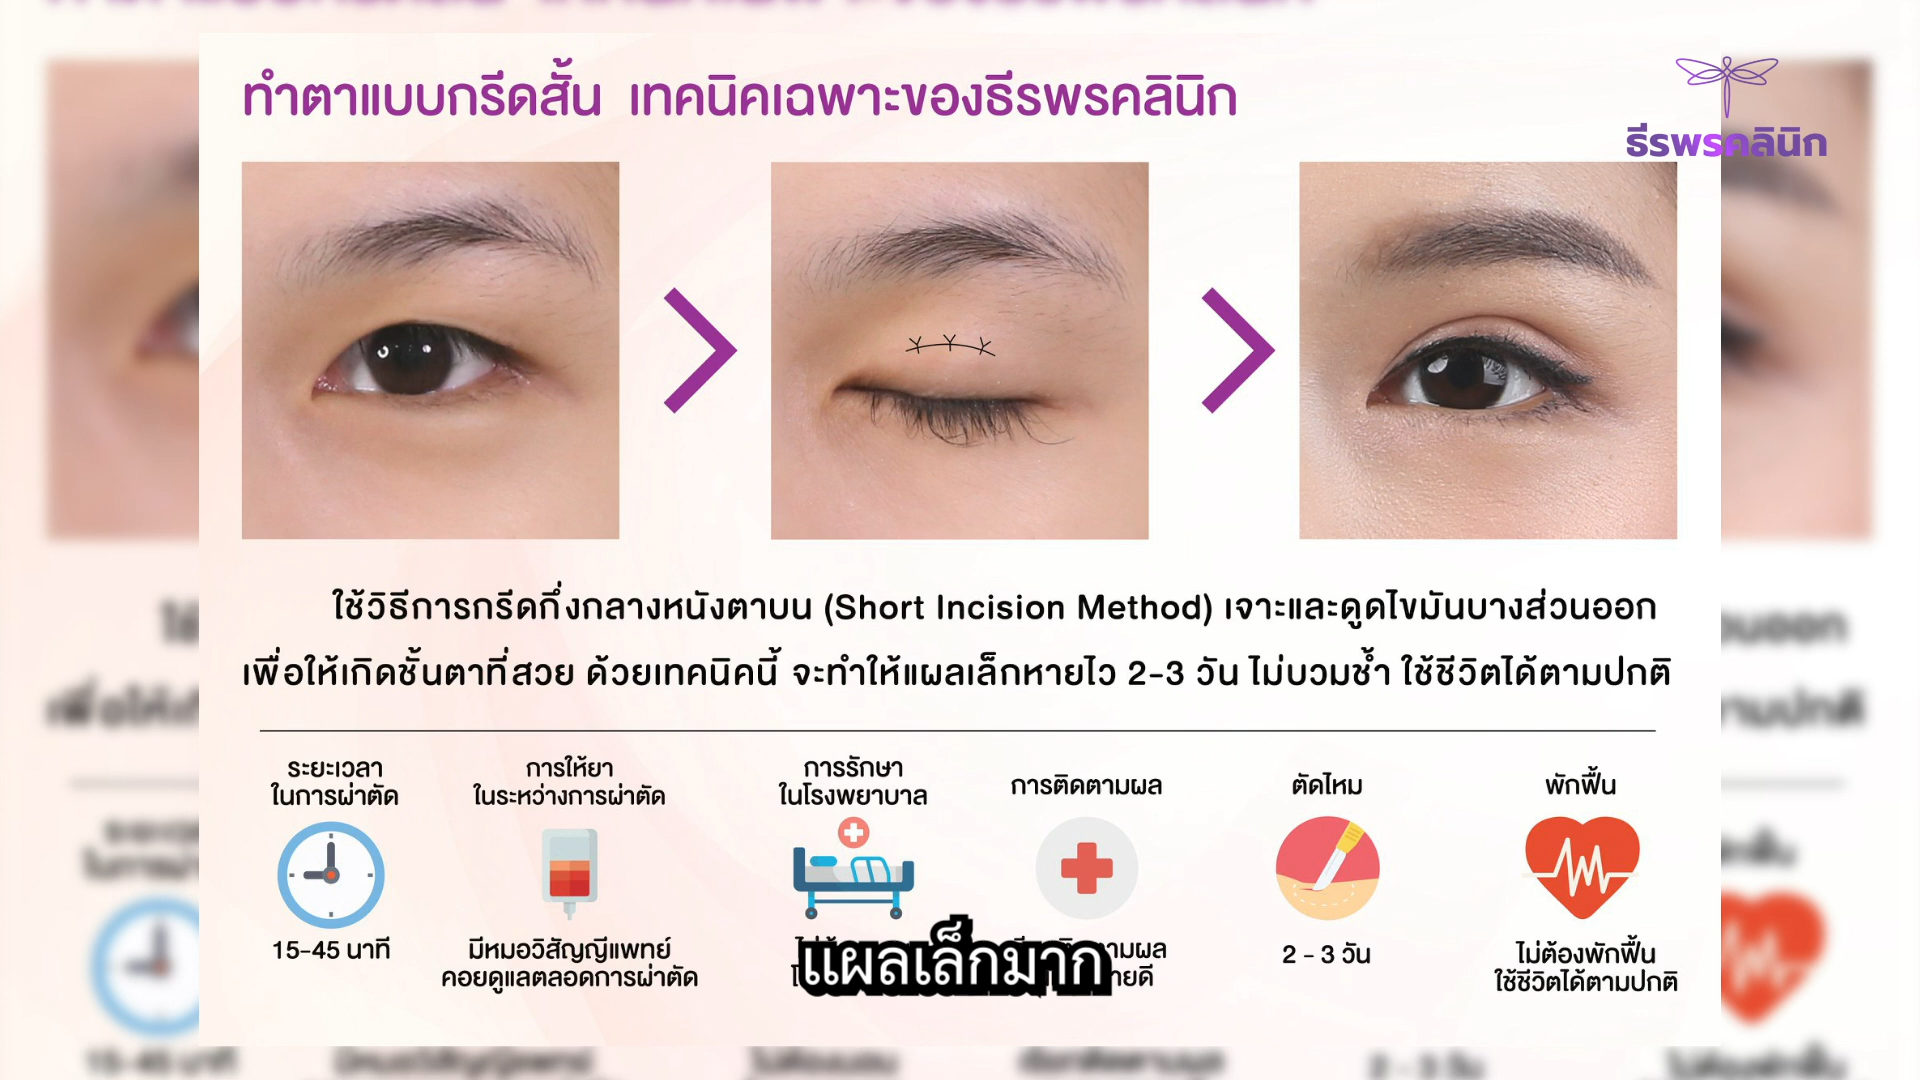 ทำตาแบบกรีดสั้น เทคนิคเฉพาะของธีรพรคลินิก
ธีรพรคลินิก
ใช้วิธีการกรีดกึ่งกลางหนังตาบน (Short Incision Method) เจาะและดูดไขมันบางส่วนออก
เพื่อให้เกิดชั้นตาที่สวย ด้วยเทคนิคนี้ จะทำให้แผลเล็กหายไว 2-3 วัน ไม่บวมช้ำ ใช้ชีวิตได้ตามปกติ
ระยะเวลา
ในการผ่าตัด
15-45 นาที
การให้ยา
ในระหว่างการผ่าตัด
มีหมอวิสัญญีแพทย์
คอยดูแลตลอดการผ่าตัด
การรักษา
ในโรงพยาบาล
การติดตามผล
ตัดไหม
2 - 3 วัน
พักฟื้น
ไม่ต้องพักฟื้น
ใช้ชีวิตได้ตามปกติ
แผลเล็กมาก